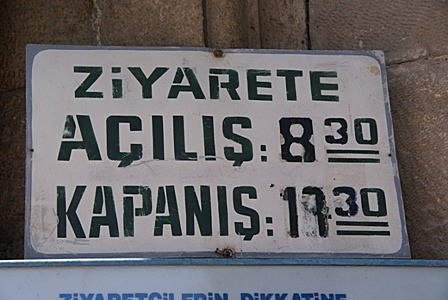 ZİYARETE
AÇILIŞ: 8 30
KAPANIŞ: 30
ZİYARETÇİLERİN DİKKATİNE